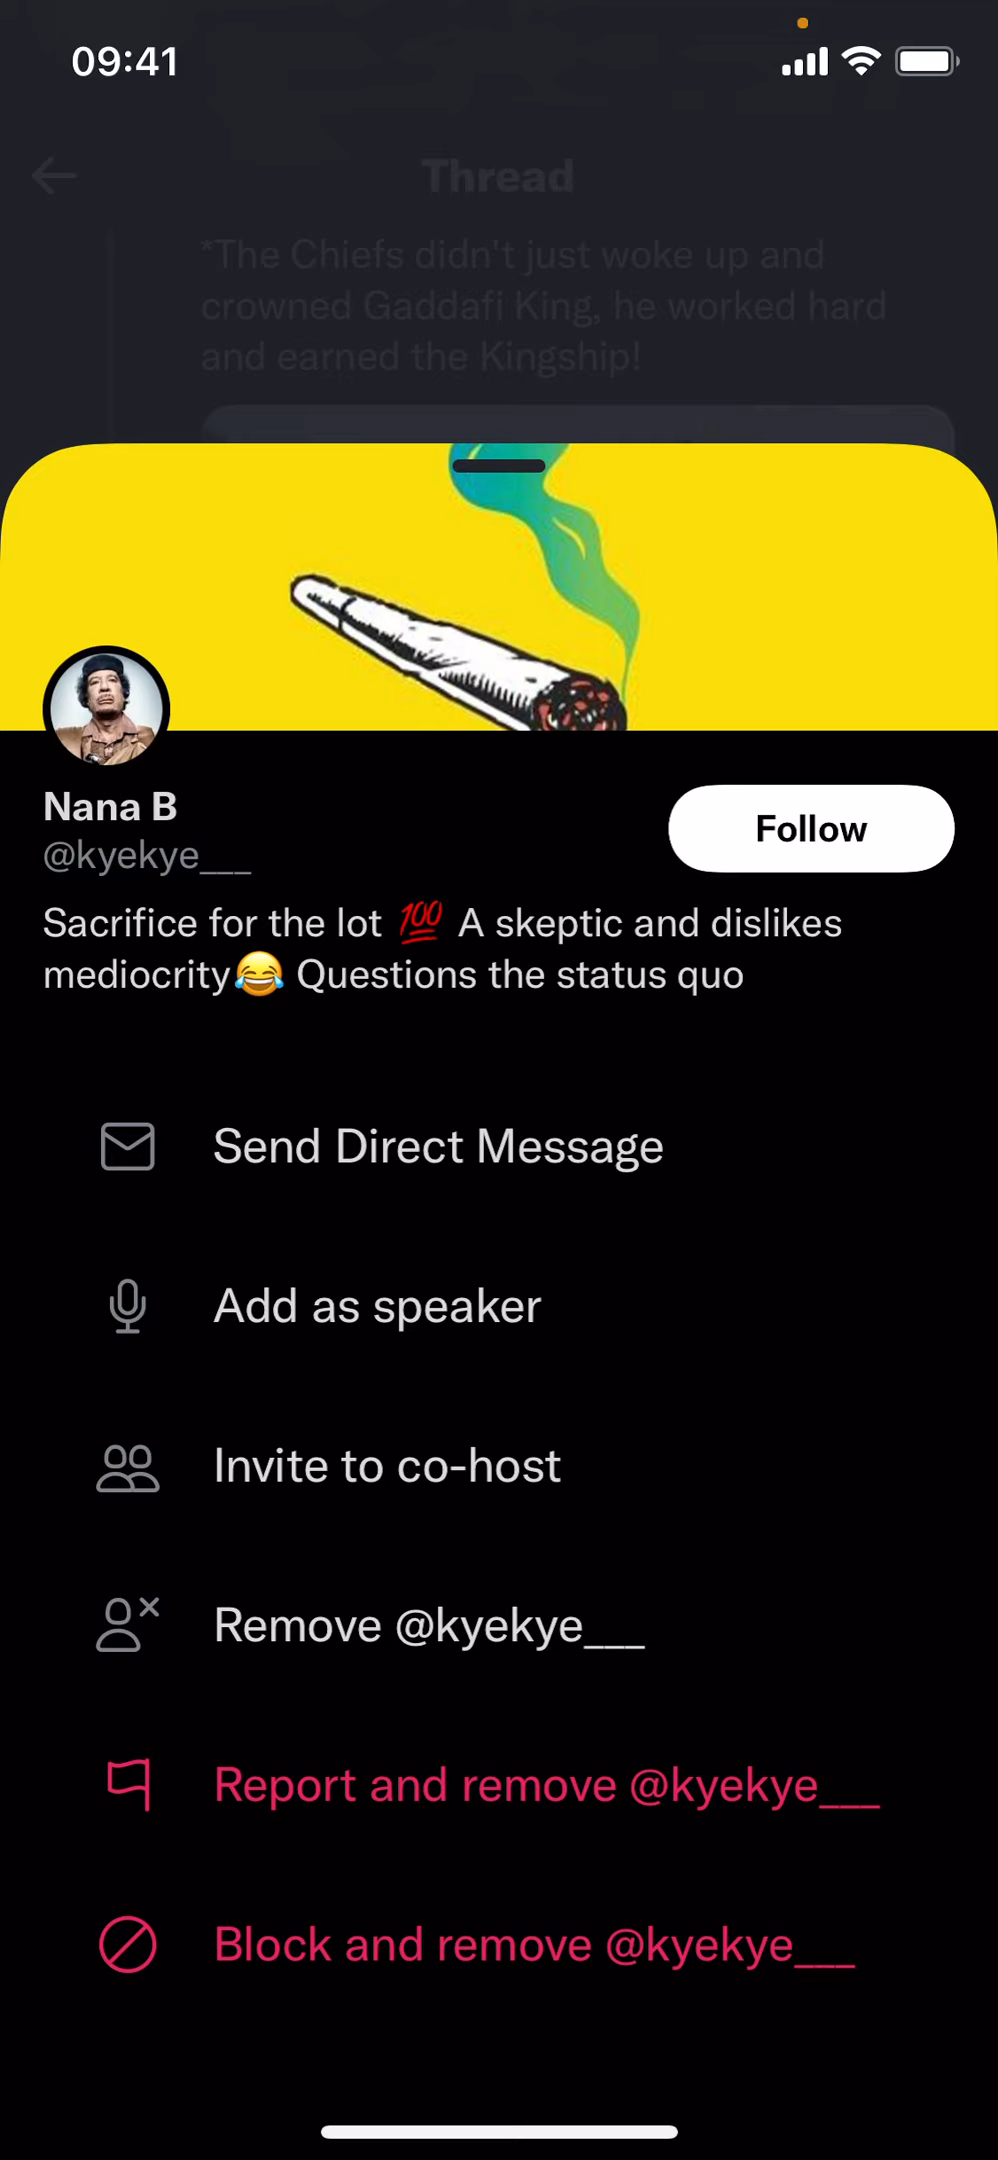 09:41
Thread
*The Chiefs didn't just woke up and
crowned Gaddafi King, he worked hard
and earned the Kingship!
Nana B
Follow
@kyekye___
Sacrifice for the lot 💯 A skeptic and dislikes
mediocrity😂 Questions the status quo
Send Direct Message
Add as speaker
Invite to co-host
Remove @kyekye___
Report and remove @kyekye___
Block and remove @kyekye___